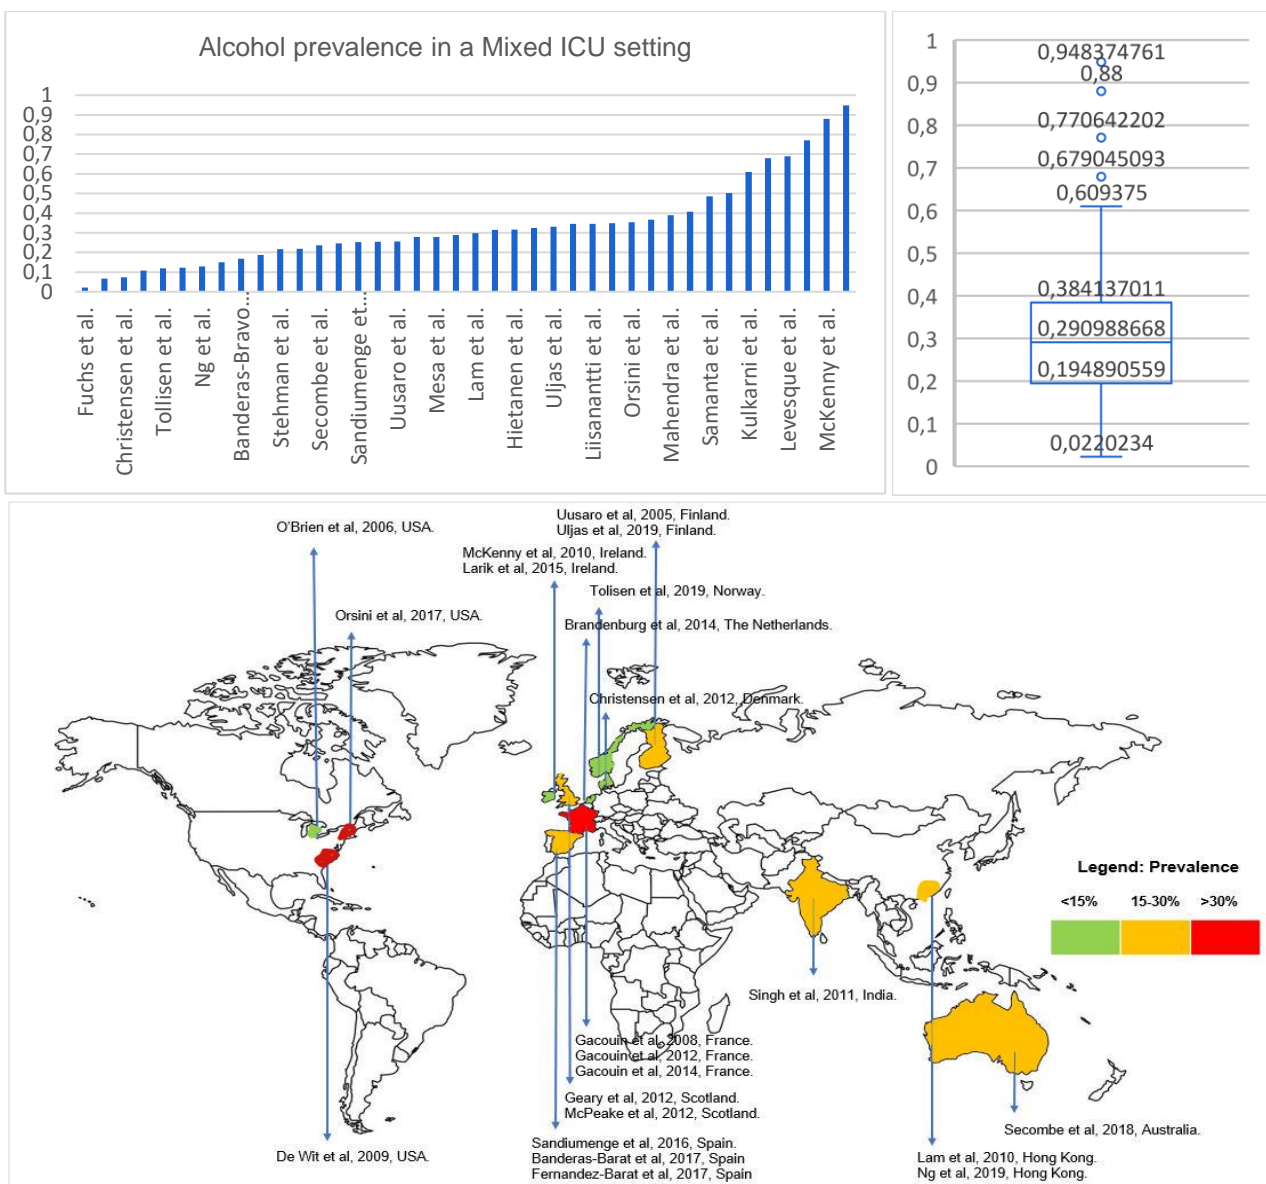 Alcohol prevalence in a Mixed ICU setting
1
0,9
0,8
0,7
0,6
0,5
0,4
0,3
0,2
0,1
0
Fuchs et al.
Christensen et al.
Tollisen et al.
Ng et al.
Banderas-Bravo…
Stehman et al.
Secombe et al.
Sandiumenge et…
Uusaro et al.
Mesa et al.
Lam et al.
Hietanen et al.
Uljas et al.
Liisanantti et al.
Orsini et al.
Mahendra et al.
Samanta et al.
Kulkarni et al.
Levesque et al.
McKenny et al.
1
0,9
0,8
0,7
0,6
0,5
0,4
0,3
0,2
0,1
0
0,948374761
0,88
0,770642202
0,679045093
0,609375
0,384137011
0,290988668
0,194890559
0,0220234
O'Brien et al, 2006, USA.
Orsini et al, 2017, USA.
Uusaro et al, 2005, Finland.
Uljas et al, 2019, Finland.
McKenny et al, 2010, Ireland.
Larik et al, 2015, Ireland.
Tolisen et al, 2019, Norway.
Brandenburg et al, 2014, The Netherlands.
Christensen et al, 2012, Denmark.
Legend: Prevalence
<15% 15-30% >30%
Singh et al, 2011, India.
Gacouin et al, 2008, France.
Gacouin et al, 2012, France.
Gacouin et al, 2014, France.
Geary et al, 2012, Scotland.
McPeake et al, 2012, Scotland.
Sandiumenge et al, 2016, Spain.
Banderas-Barat et al, 2017, Spain
Fernandez-Barat et al, 2017, Spain
De Wit et al, 2009, USA.
Secombe et al, 2018, Australia.
Lam et al, 2010, Hong Kong.
Ng et al, 2019, Hong Kong.